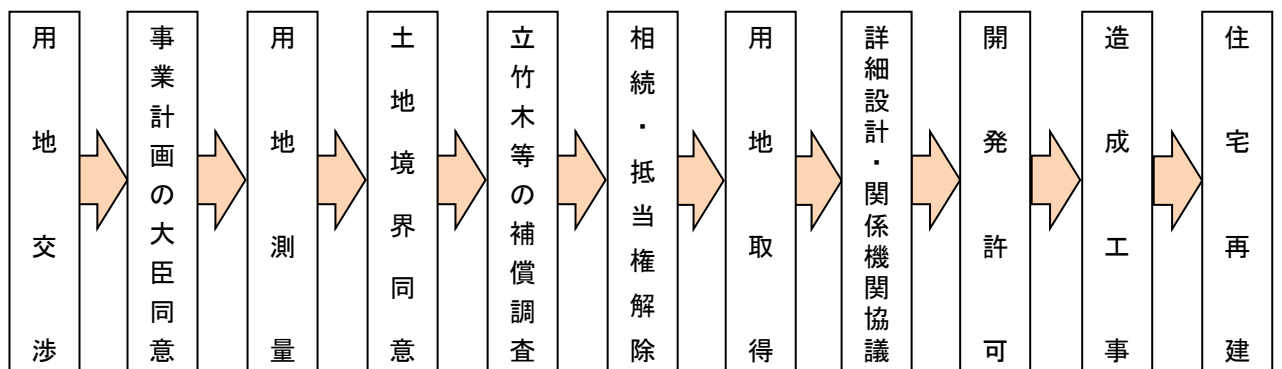 用地交渉
事業計画の大臣同意
用地測量
土地境界同意
立竹木等の補償調査
相続・抵当権解除
用地取得
詳細設計・関係機関協議
開発許可
造成工事
住宅再建